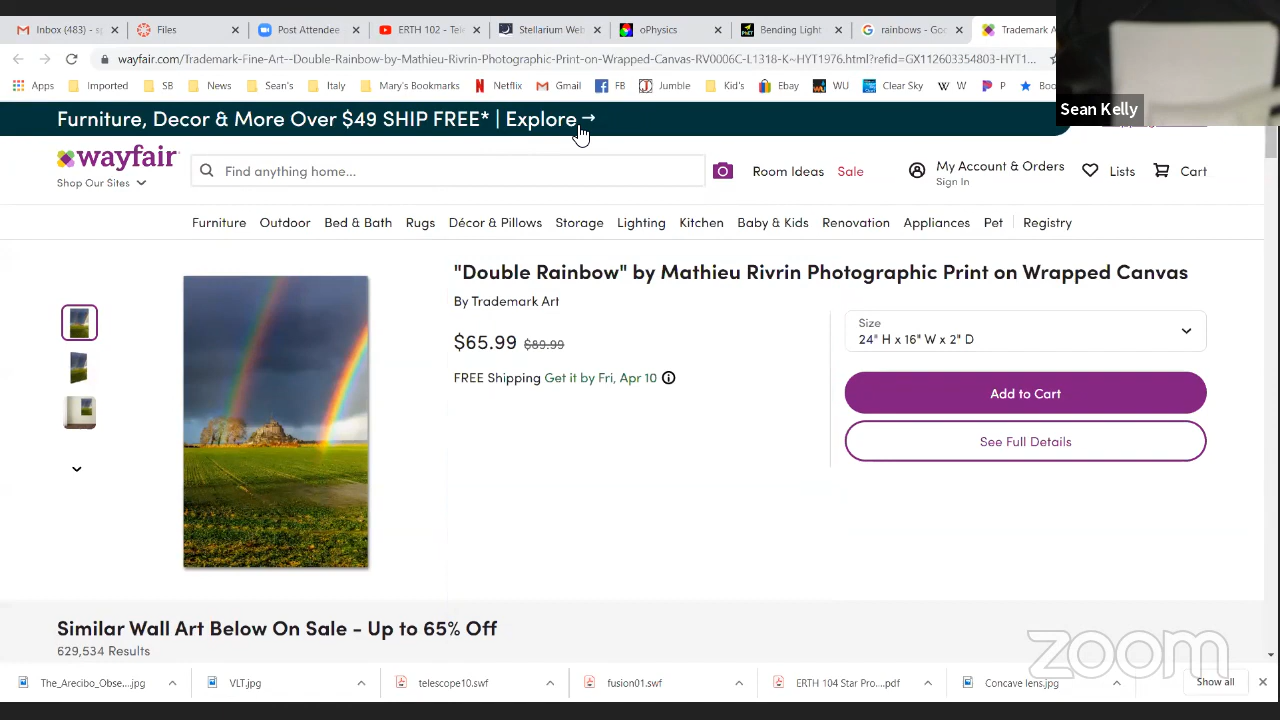 Inbox (483) - s
Files
Post Attendee
ERTH 102 - Tele
Stellarium Web
oPhysics
Bending Light
rainbows - Goo
Trademark A
wayfair.com/Trademark-Fine-Art--Double-Rainbow-by-Mathieu-Rivrin-Photographic-Print-on-Wrapped-Canvas-RV0006C-L1318-K~HYT1976.html?refid=GX112603354803-HYT1...
Apps
Imported
SB
News
Search
Italy
Mary's Bookmarks
Netflix
Gmail
FB
Jumble
Kid's
Ebay
WU
Clear Sky
W
P
Boo
Sean Kelly
Furniture, Decor & More Over $49 SHIP FREE* | Explore →
wayfair
Shop Our Sites
Find anything home...
Room Ideas
Sale
My Account & Orders
Sign In
Lists
Cart
Furniture
Outdoor
Bed & Bath
Rugs
Décor & Pillows
Storage
Lighting
Kitchen
Baby & Kids
Renovation
Appliances
Pet
Registry
"Double Rainbow" by Mathieu Rivrin Photographic Print on Wrapped Canvas
By Trademark Art
$65.99 $89.99
FREE Shipping Get it by Fri, Apr 10
Size
24" H x 16" W x 2" D
Add to Cart
See Full Details
Similar Wall Art Below On Sale - Up to 65% Off
629,534 Results
zoom
The_Arecibo_Obse....jpg
VLT.jpg
telescope10.swf
fusion01.swf
ERTH 104 Star Pro....pdf
Concave lens.jpg
Show all